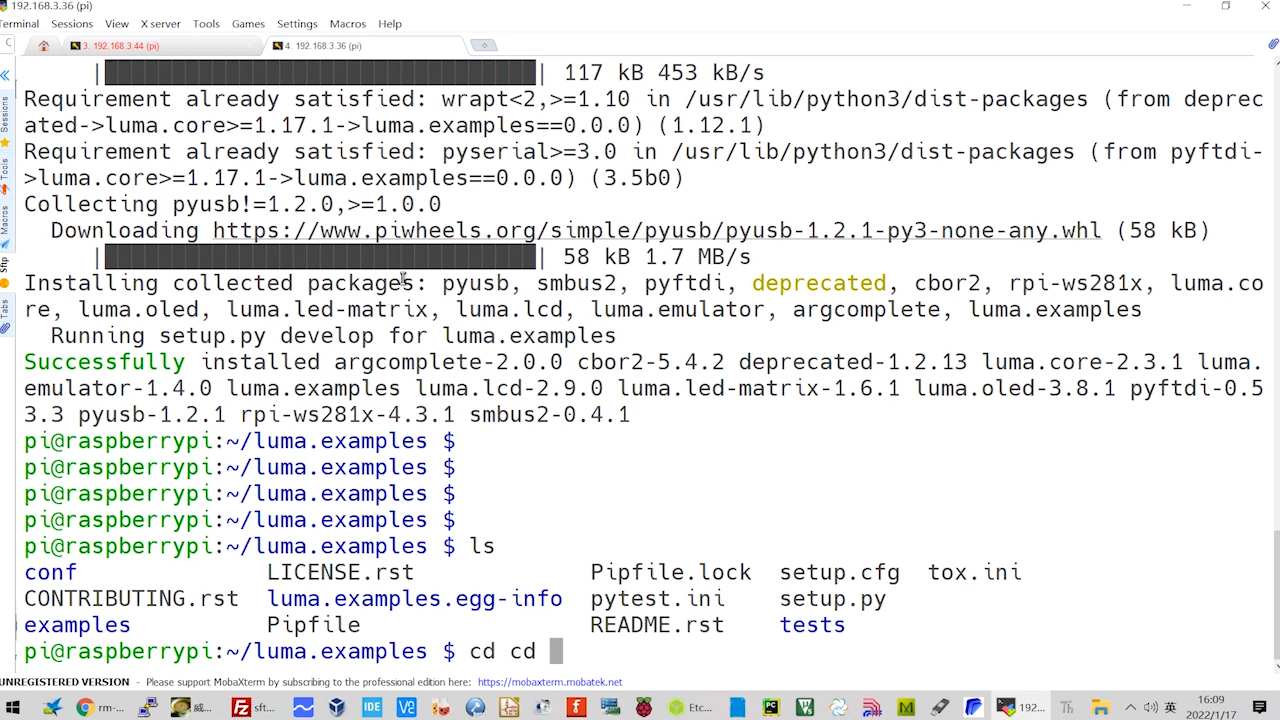 192.168.3.36 (pi)
Terminal Sessions View X server Tools Games Settings Macros Help
3. 192.168.3.44 (pi) 4. 192.168.3.36 (pi)
| | 117 kB 453 kB/s
Requirement already satisfied: wrapt<2,>=1.10 in /usr/lib/python3/dist-packages (from deprec
ated->luma.core>=1.17.1->luma.examples==0.0.0) (1.12.1)
Requirement already satisfied: pyserial>=3.0 in /usr/lib/python3/dist-packages (from pyftdi-
>luma.core>=1.17.1->luma.examples==0.0.0) (3.5b0)
Collecting pyusb!=1.2.0,>=1.0.0
Downloading https://www.piwheels.org/simple/pyusb/pyusb-1.2.1-py3-none-any.whl (58 kB)
| | 58 kB 1.7 MB/s
Installing collected packages: pyusb, smbus2, pyftdi, deprecated, cbor2, rpi-ws281x, luma.co
re, luma.oled, luma.led-matrix, luma.lcd, luma.emulator, argcomplete, luma.examples
Running setup.py develop for luma.examples
Successfully installed argcomplete-2.0.0 cbor2-5.4.2 deprecated-1.2.13 luma.core-2.3.1 luma.
emulator-1.4.0 luma.examples luma.lcd-2.9.0 luma.led-matrix-1.6.1 luma.oled-3.8.1 pyftdi-0.5
3.3 pyusb-1.2.1 rpi-ws281x-4.3.1 smbus2-0.4.1
pi@raspberrypi:~/luma.examples $
pi@raspberrypi:~/luma.examples $
pi@raspberrypi:~/luma.examples $
pi@raspberrypi:~/luma.examples $
pi@raspberrypi:~/luma.examples $ ls
conf LICENSE.rst Pipfile.lock setup.cfg tox.ini
CONTRIBUTING.rst luma.examples.egg-info pytest.ini setup.py
examples Pipfile README.rst tests
pi@raspberrypi:~/luma.examples $ cd cd
Sessions
Tools
Macros
Sftp
Tabs
UNREGISTERED VERSION - Please support MobaXterm by subscribing to the professional edition here: https://mobaxterm.mobatek.net
rm-... sft... IDE Etc... 192... 英
16:09
2022/1/17